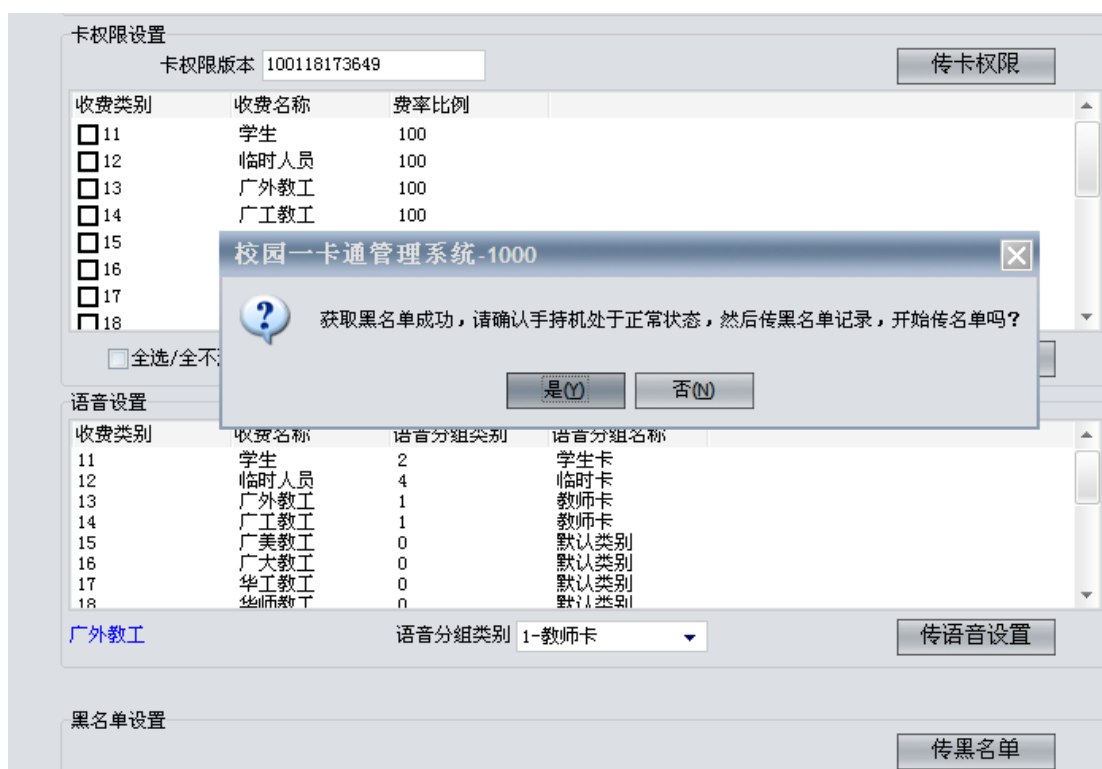 卡权限设置
卡权限版本 100118173649 传卡权限
收费类别 收费名称 费率比例
11 学生 100
12 临时人员 100
13 广外教工 100
14 广工教工 100
15
16
17
18
校园一卡通管理系统-1000
获取黑名单成功，请确认手持机处于正常状态，然后传黑名单记录，开始传名单吗？
是(Y) 否(N)
全选/全不
语音设置
收费类别 收费名称 语音分组类别 语音分组名称
11 学生 2 学生卡
12 临时人员 4 临时卡
13 广外教工 1 教师卡
14 广工教工 1 教师卡
15 广美教工 0 默认类别
16 广大教工 0 默认类别
17 华工教工 0 默认类别
18 华师教工 0 默认类别
广外教工 语音分组类别 1-教师卡 传语音设置
黑名单设置
传黑名单